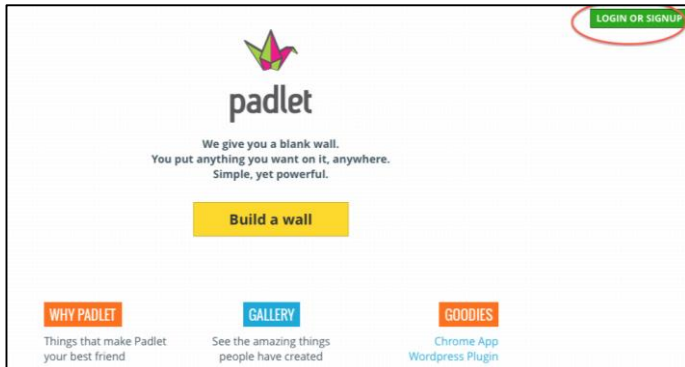 LOGIN OR SIGNUP
padlet
We give you a blank wall.
You put anything you want on it, anywhere.
Simple, yet powerful.
Build a wall
WHY PADLET
Things that make Padlet
your best friend
GALLERY
See the amazing things
people have created
GOODIES
Chrome App
Wordpress Plugin